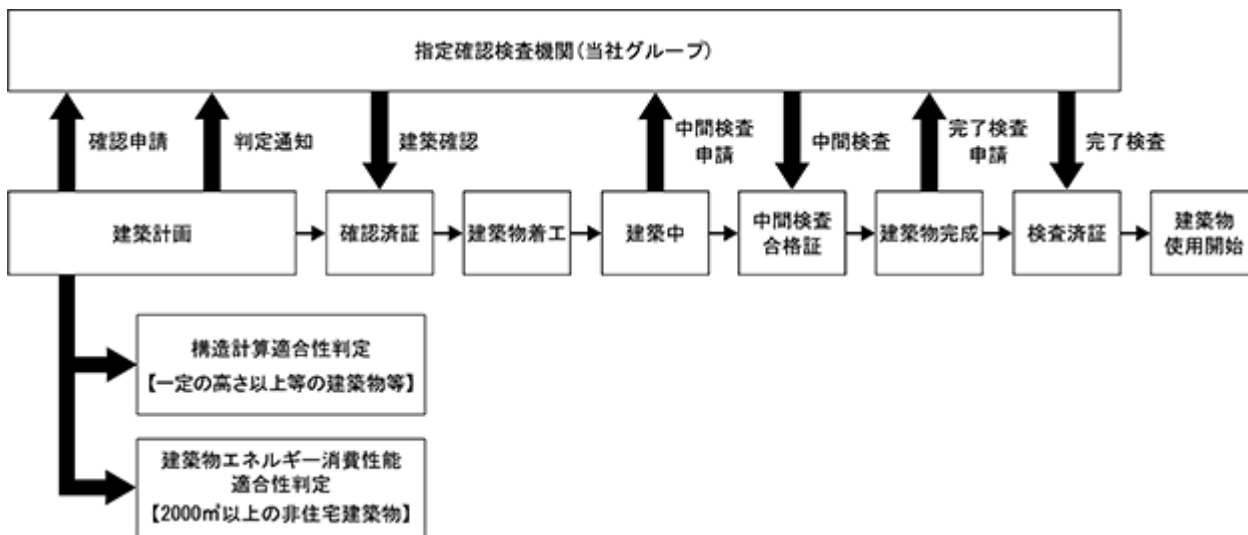 指定確認検査機関(当社グループ)
確認申請
判定通知
建築確認
中間検査
申請
中間検査
完了検査
申請
完了検査
建築計画
確認済証
建築物着工
建築中
中間検査
合格証
建築物完成
検査済証
建築物
使用開始
構造計算適合性判定
【一定の高さ以上等の建築物等】
建築物エネルギー消費性能
適合性判定
【2000㎡以上の非住宅建築物】